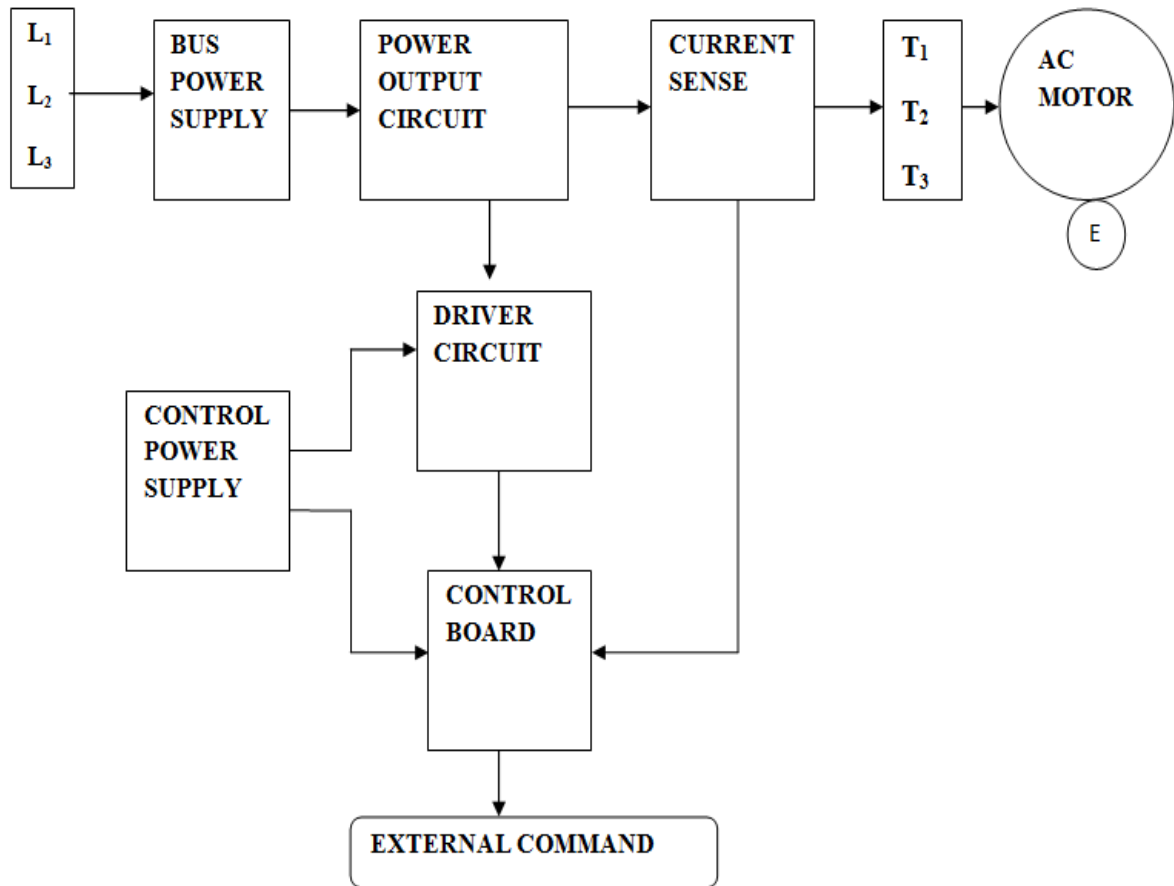 L₁
L₂
L₃
BUS
POWER
SUPPLY
POWER
OUTPUT
CIRCUIT
CURRENT
SENSE
T₁
T₂
T₃
AC
MOTOR
E
DRIVER
CIRCUIT
CONTROL
POWER
SUPPLY
CONTROL
BOARD
EXTERNAL COMMAND